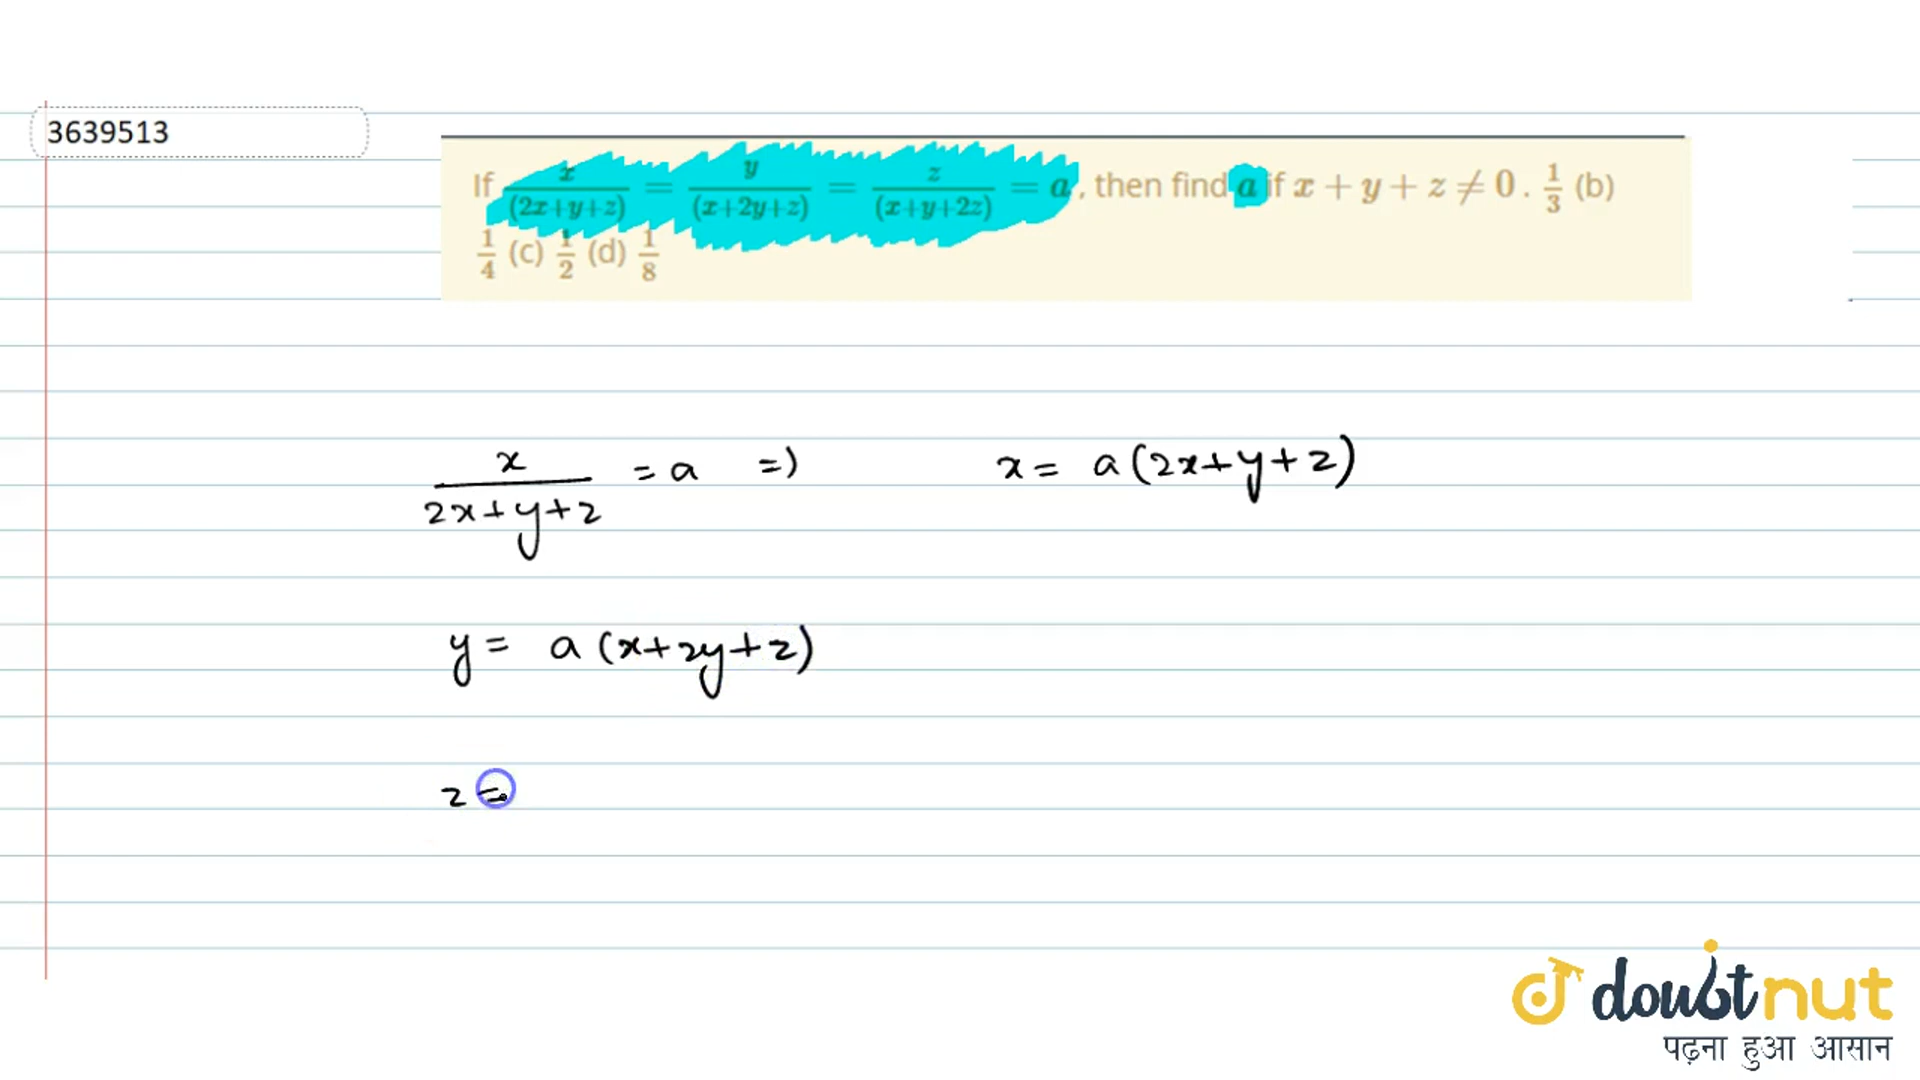 3639513
If x/(2x+y+z) = y/(x+2y+z) = z/(x+y+2z) = a, then find a if x + y + z ≠ 0 . 1/3 (b)
1/4 (c) 1/2 (d) 1/8
x/(2x+y+z) = a => x = a(2x+y+z)
y = a(x+2y+z)
z =
doubtnut
पढ़ना हुआ आसान